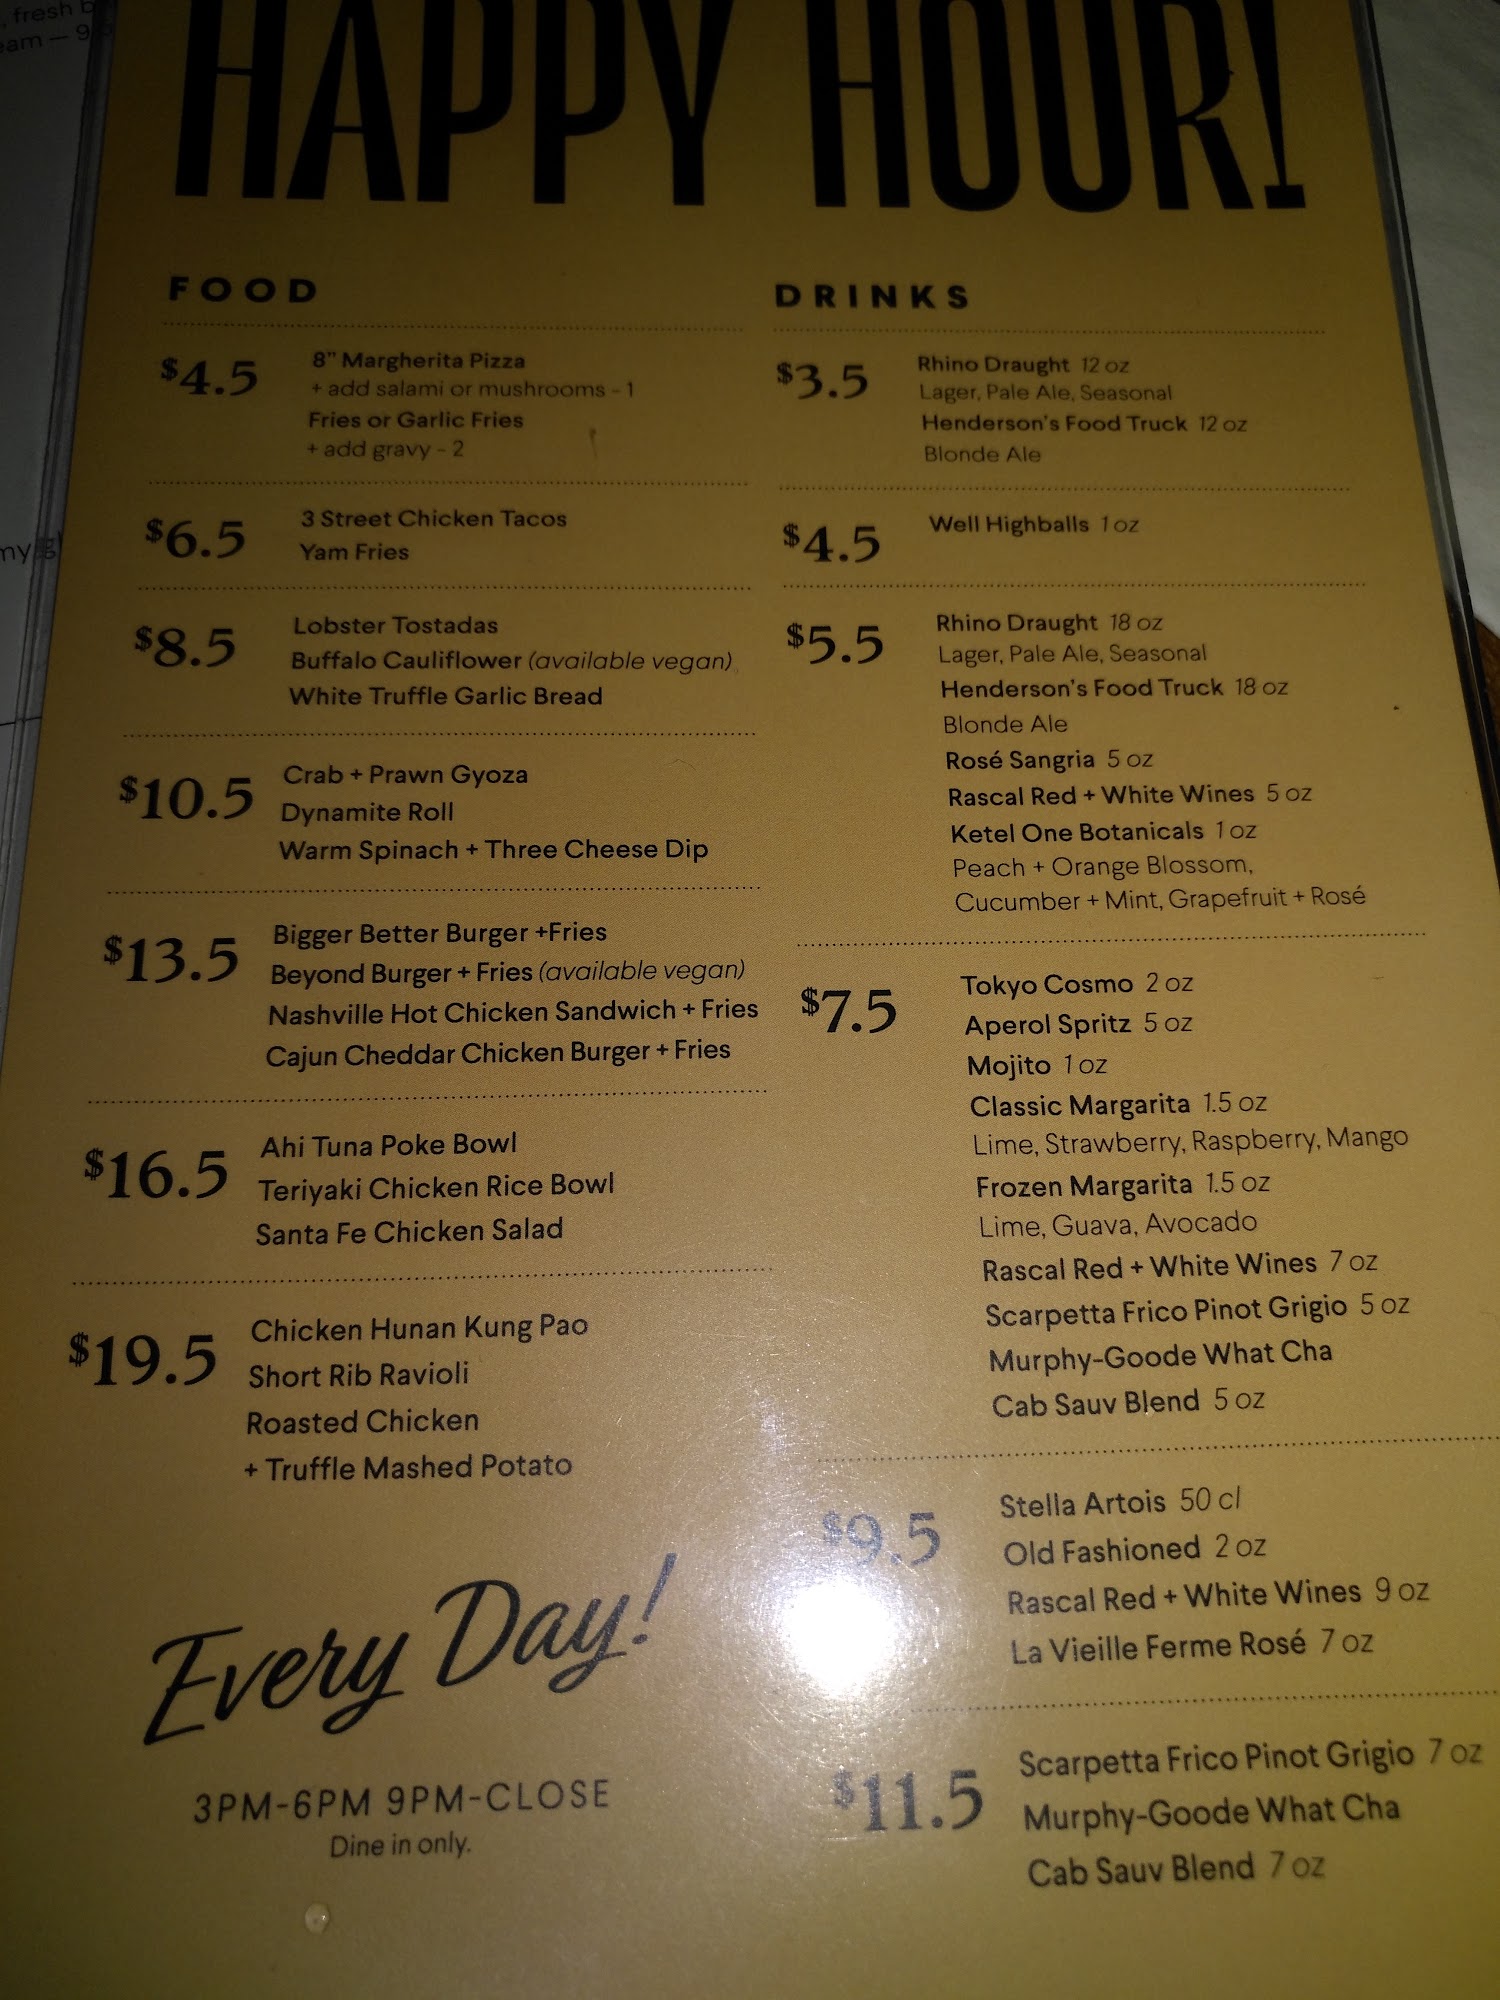 , fresh b
eam — 9
my
HAPPY HOUR!
FOOD
$4.5
8" Margherita Pizza
+ add salami or mushrooms - 1
Fries or Garlic Fries
+ add gravy - 2
$6.5
3 Street Chicken Tacos
Yam Fries
$8.5
Lobster Tostadas
Buffalo Cauliflower (available vegan)
White Truffle Garlic Bread
$10.5
Crab + Prawn Gyoza
Dynamite Roll
Warm Spinach + Three Cheese Dip
$13.5
Bigger Better Burger +Fries
Beyond Burger + Fries (available vegan)
Nashville Hot Chicken Sandwich + Fries
Cajun Cheddar Chicken Burger + Fries
$16.5
Ahi Tuna Poke Bowl
Teriyaki Chicken Rice Bowl
Santa Fe Chicken Salad
$19.5
Chicken Hunan Kung Pao
Short Rib Ravioli
Roasted Chicken
+ Truffle Mashed Potato
Every Day!
3PM-6PM 9PM-CLOSE
Dine in only.
DRINKS
$3.5
Rhino Draught 12 oz
Lager, Pale Ale, Seasonal
Henderson's Food Truck 12 oz
Blonde Ale
$4.5
Well Highballs 1 oz
$5.5
Rhino Draught 18 oz
Lager, Pale Ale, Seasonal
Henderson's Food Truck 18 oz
Blonde Ale
Rosé Sangria 5 oz
Rascal Red + White Wines 5 oz
Ketel One Botanicals 1 oz
Peach + Orange Blossom,
Cucumber + Mint, Grapefruit + Rosé
$7.5
Tokyo Cosmo 2 oz
Aperol Spritz 5 oz
Mojito 1 oz
Classic Margarita 1.5 oz
Lime, Strawberry, Raspberry, Mango
Frozen Margarita 1.5 oz
Lime, Guava, Avocado
Rascal Red + White Wines 7 oz
Scarpetta Frico Pinot Grigio 5 oz
Murphy-Goode What Cha
Cab Sauv Blend 5 oz
$9.5
Stella Artois 50 cl
Old Fashioned 2 oz
Rascal Red + White Wines 9 oz
La Vieille Ferme Rosé 7 oz
$11.5
Scarpetta Frico Pinot Grigio 7 oz
Murphy-Goode What Cha
Cab Sauv Blend 7 oz